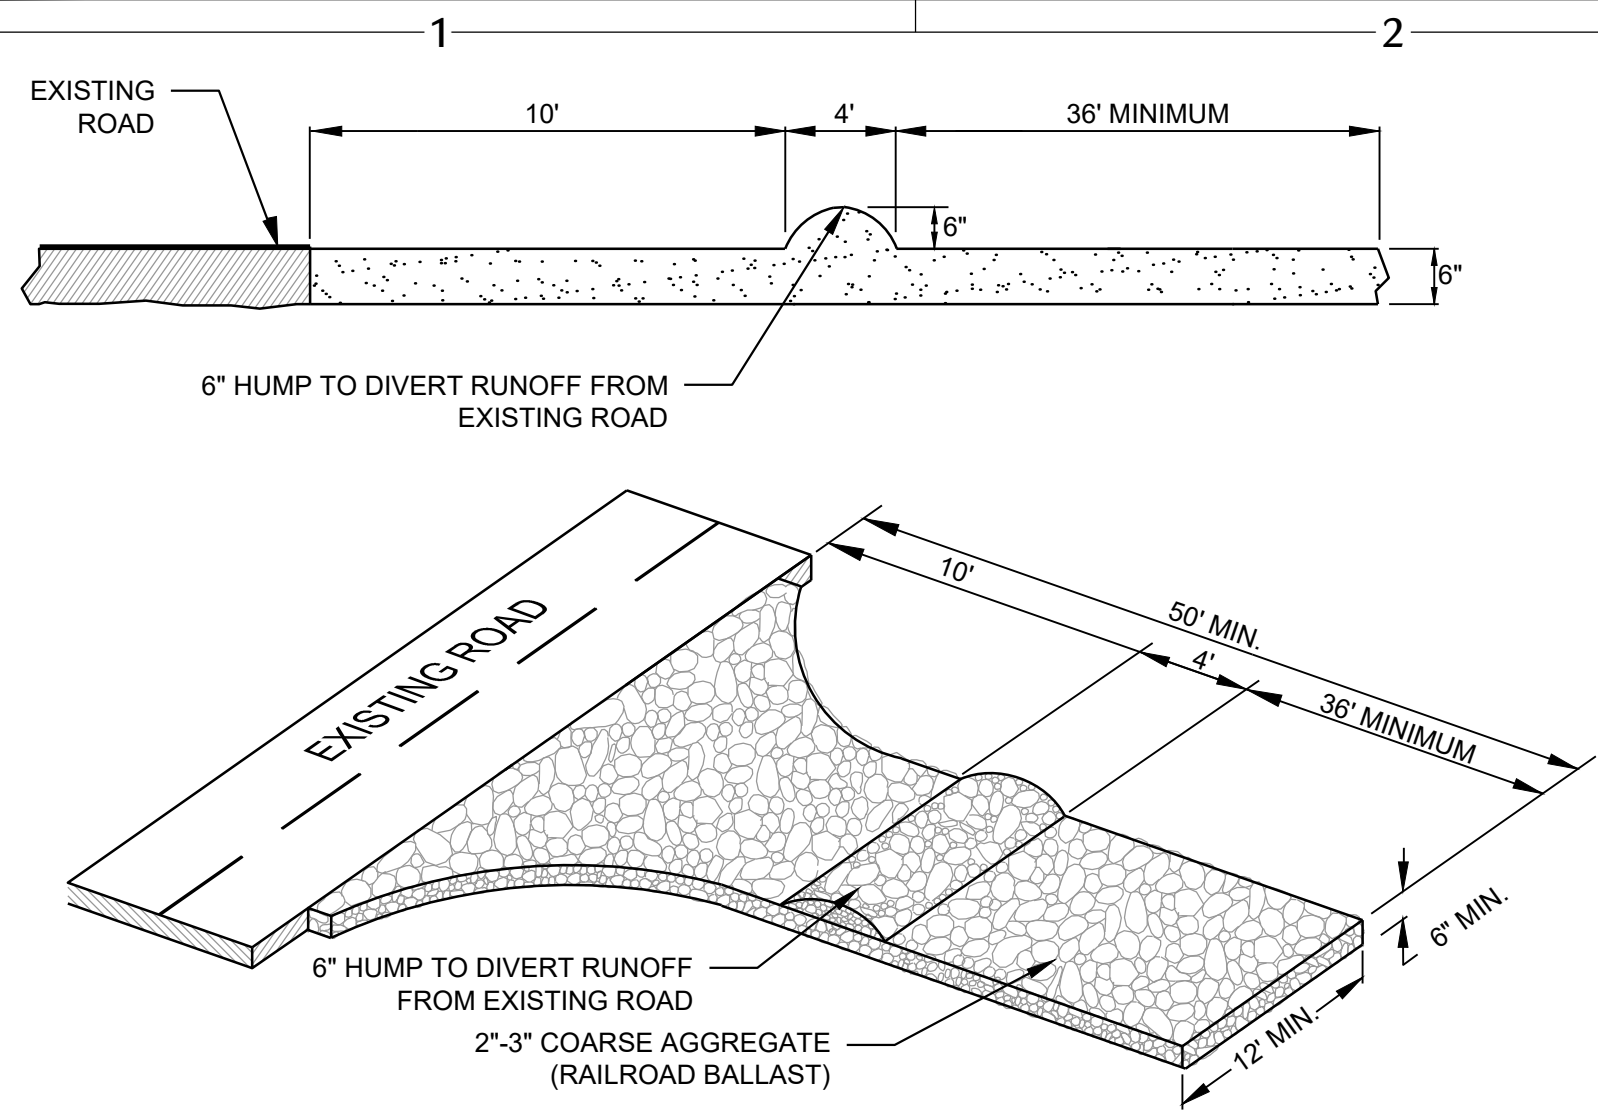 1
2
EXISTING
ROAD
10'
4'
36' MINIMUM
6"
6"
6" HUMP TO DIVERT RUNOFF FROM
EXISTING ROAD
EXISTING ROAD
10'
50' MIN.
4'
36' MINIMUM
6" MIN.
12' MIN.
6" HUMP TO DIVERT RUNOFF
FROM EXISTING ROAD
2"-3" COARSE AGGREGATE
(RAILROAD BALLAST)